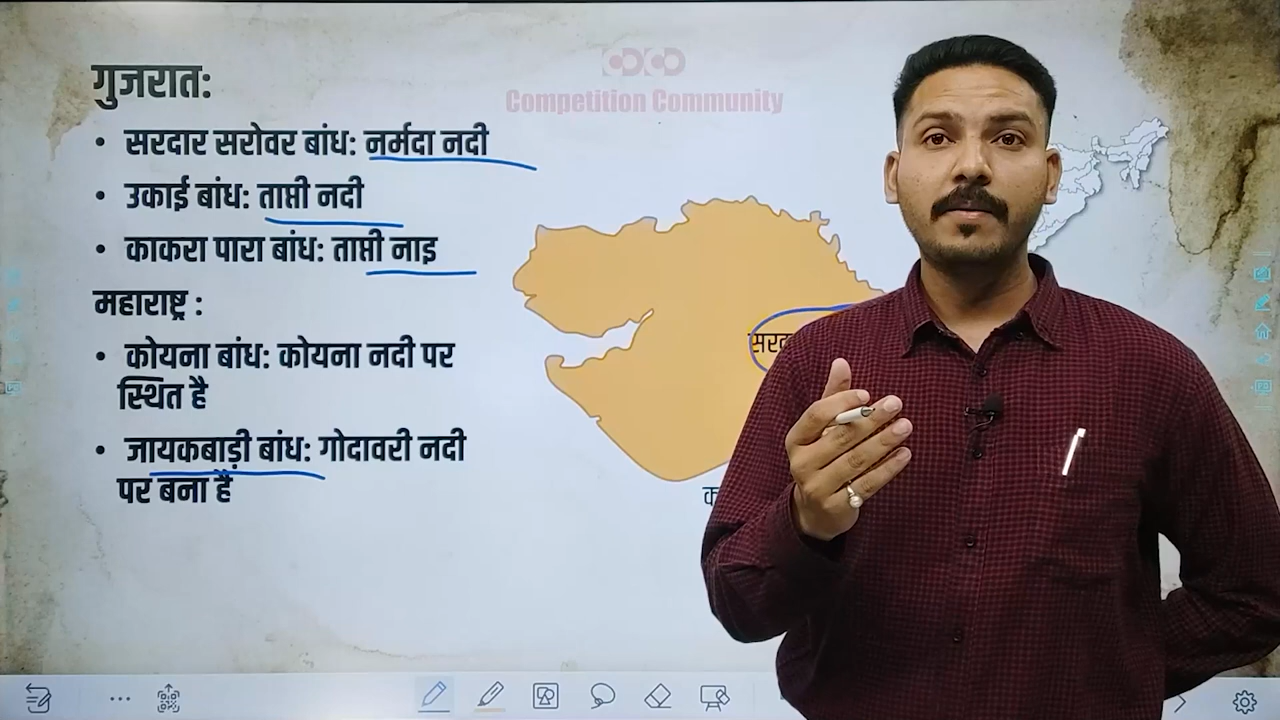 Competition Community
गुजरात:
• सरदार सरोवर बांध: नर्मदा नदी
• उकाई बांध: ताप्ती नदी
• काकरा पारा बांध: ताप्ती नाइ
महाराष्ट्र :
• कोयना बांध: कोयना नदी पर
स्थित है
• जायकबाड़ी बांध: गोदावरी नदी
पर बना है